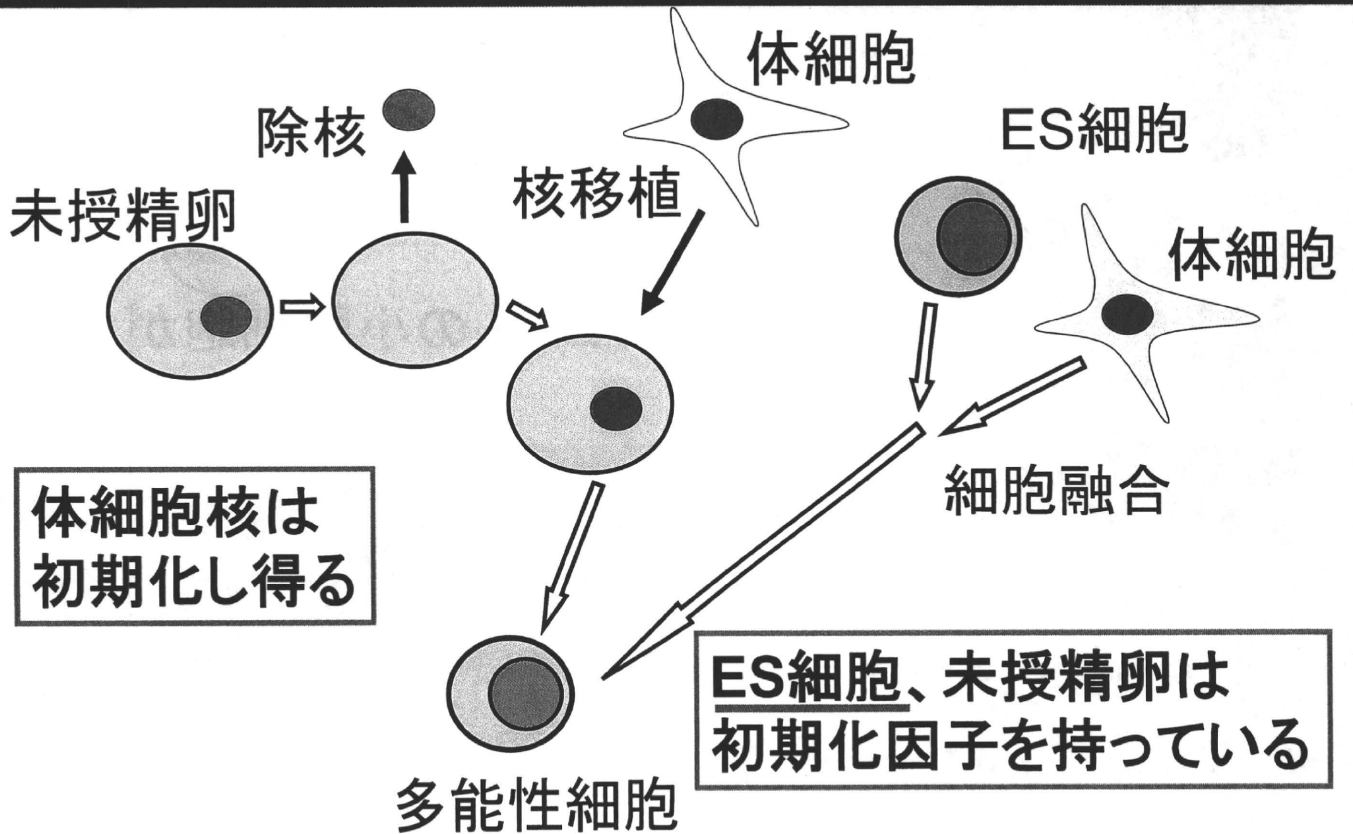 体細胞
除核
ES細胞
核移植
未授精卵
体細胞
細胞融合
体細胞核は
初期化し得る
ES細胞、未授精卵は
初期化因子を持っている
多能性細胞